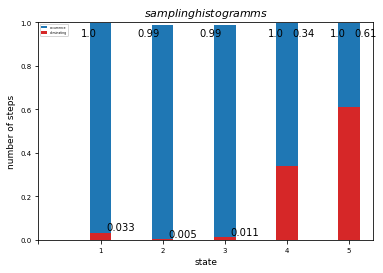 samplinghistogramms
occurrence
dominating
1.0 0.99 0.99 1.0 0.34 1.0 0.61
0.033 0.005 0.011
number of steps
1.0
0.8
0.6
0.4
0.2
0.0
1 2 3 4 5
state